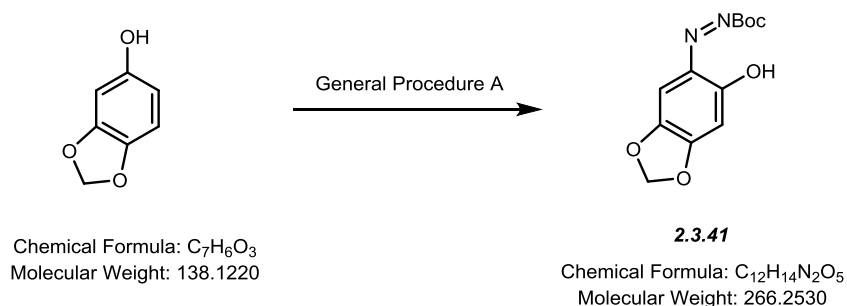 OH
O
O
Chemical Formula: C₇H₆O₃
Molecular Weight: 138.1220
General Procedure A
N
NBoc
OH
O
O
2.3.41
Chemical Formula: C₁₂H₁₄N₂O₅
Molecular Weight: 266.2530